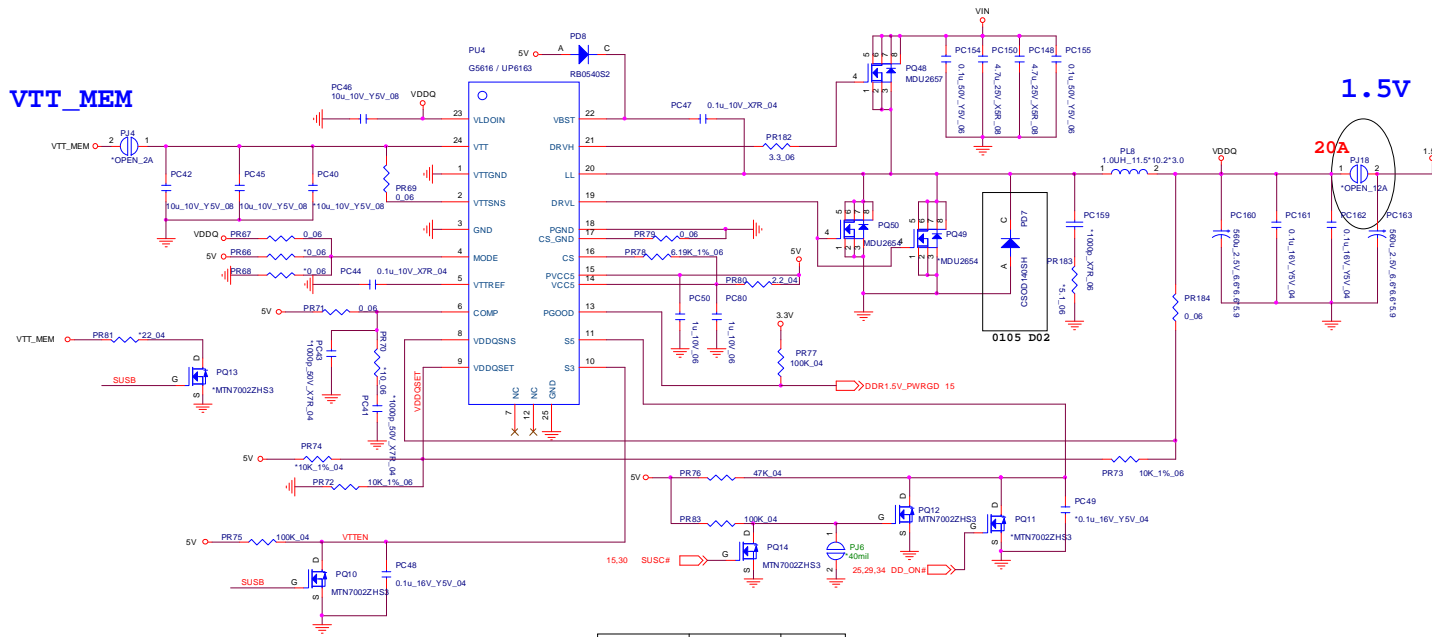 VTT_MEM
1.5V
20A
VIN
PU4
G5616 / UP6163
PD8
5V
A
C
RB0540S2
PC46
10u_10V_Y5V_08
VDDQ
PC47
0.1u_10V_X7R_04
PQ48
MDU2657
PC154
0.1u_50V_Y5V_06
PC150
4.7u_25V_X5R_08
PC148
4.7u_25V_X5R_08
PC155
0.1u_50V_Y5V_06
PR182
3.3_06
PJ4
VTT_MEM
2
1
*OPEN_2A
PC42
10u_10V_Y5V_08
PC45
10u_10V_Y5V_08
PC40
*10u_10V_Y5V_08
PR69
0_06
23
VLDOIN
24
VTT
1
VTTGND
2
VTTSNS
3
GND
4
MODE
5
VTTREF
6
COMP
8
VDDQSNS
9
VDDQSET
VBST
22
DRVH
21
LL
20
DRVL
19
PGND
18
CS_GND
17
CS
16
PVCC5
15
VCC5
14
PGOOD
13
S5
11
S3
10
NC
7
NC
12
GND
25
VDDQ
PR67
0_06
5V
PR66
*0_06
PR68
*0_06
PC44
0.1u_10V_X7R_04
5V
PR71
0_06
PC43
*1000p_50V_X7R_04
PR70
*10_06
PC41
*1000p_50V_X7R_04
VDDQSET
VTT_MEM
PR81
*22_04
SUSB
G
D
S
PQ13
*MTN7002ZHS3
5V
PR74
*10K_1%_04
PR72
10K_1%_06
5V
PR75
100K_04
VTTEN
SUSB
G
D
S
PQ10
MTN7002ZHS3
PC48
0.1u_16V_Y5V_04
PR79
0_06
PR78
6.19K_1%_06
5V
PR80
2.2_04
PC50
1u_10V_06
PC80
1u_10V_06
3.3V
PR77
100K_04
DDR1.5V_PWRGD 15
PQ50
MDU2654
PQ49
*MDU2654
PD7
CSOD140SH
C
A
0105 D02
PC159
*1000p_X7R_06
PR183
*5.1_06
PL8
1.0UH_11.5*10.2*3.0
1
2
PR184
0_06
PR73
10K_1%_06
VDDQ
PC160
560u_2.5V_6.6*6.6*5.9
PC161
0.1u_16V_Y5V_04
PC162
0.1u_16V_Y5V_04
PC163
560u_2.5V_6.6*6.6*5.9
PJ18
1
2
*OPEN_12A
5V
PR76
47K_04
PR83
100K_04
15,30 SUSC#
G
D
S
PQ14
MTN7002ZHS3
PJ6
*40mil
1
2
G
D
S
PQ12
MTN7002ZHS3
25,29,34 DD_ON#
G
D
S
PQ11
*MTN7002ZHS3
PC49
*0.1u_16V_Y5V_04